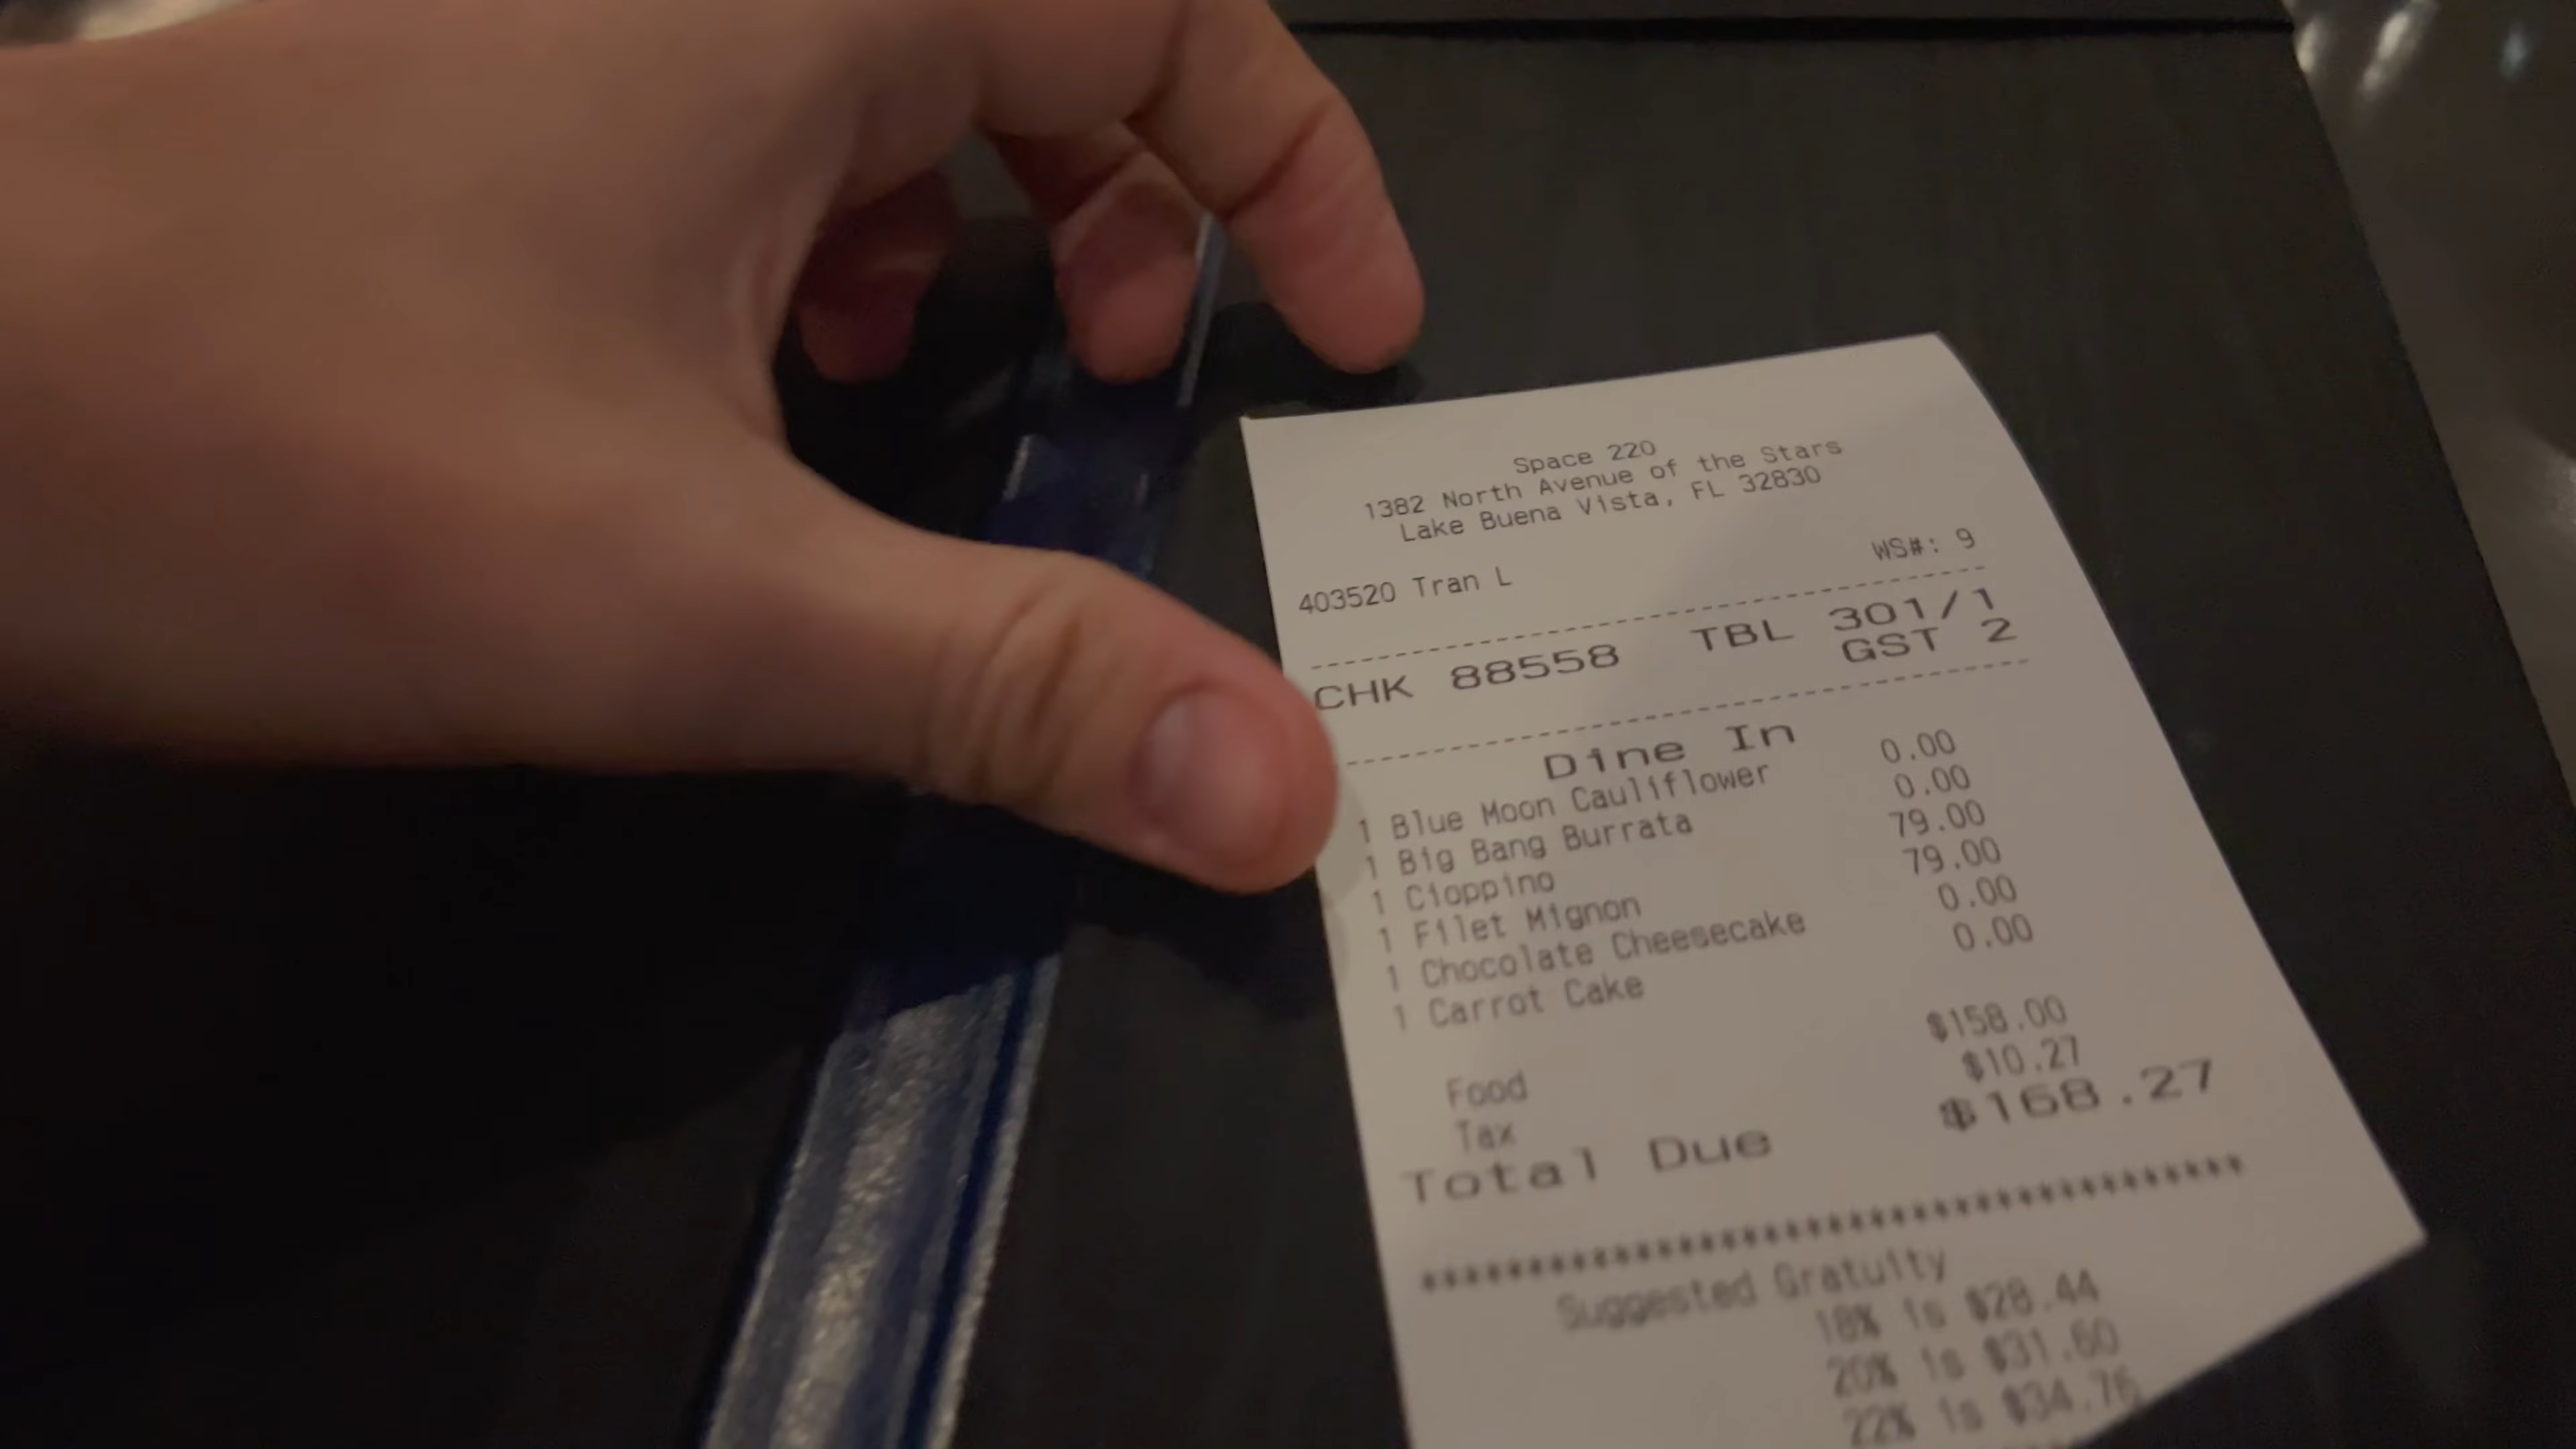 Space 220
1382 North Avenue of the Stars
Lake Buena Vista, FL 32830
403520 Tran L WS#: 9
CHK 88558 TBL 301/1
GST 2
Dine In
1 Blue Moon Cauliflower 0.00
1 Big Bang Burrata 0.00
1 Cioppino 79.00
1 Filet Mignon 79.00
1 Chocolate Cheesecake 0.00
1 Carrot Cake 0.00
Food $158.00
Tax $10.27
Total Due $168.27
****************************************
Suggested Gratuity
18% is $28.44
20% is $31.60
22% is $34.76